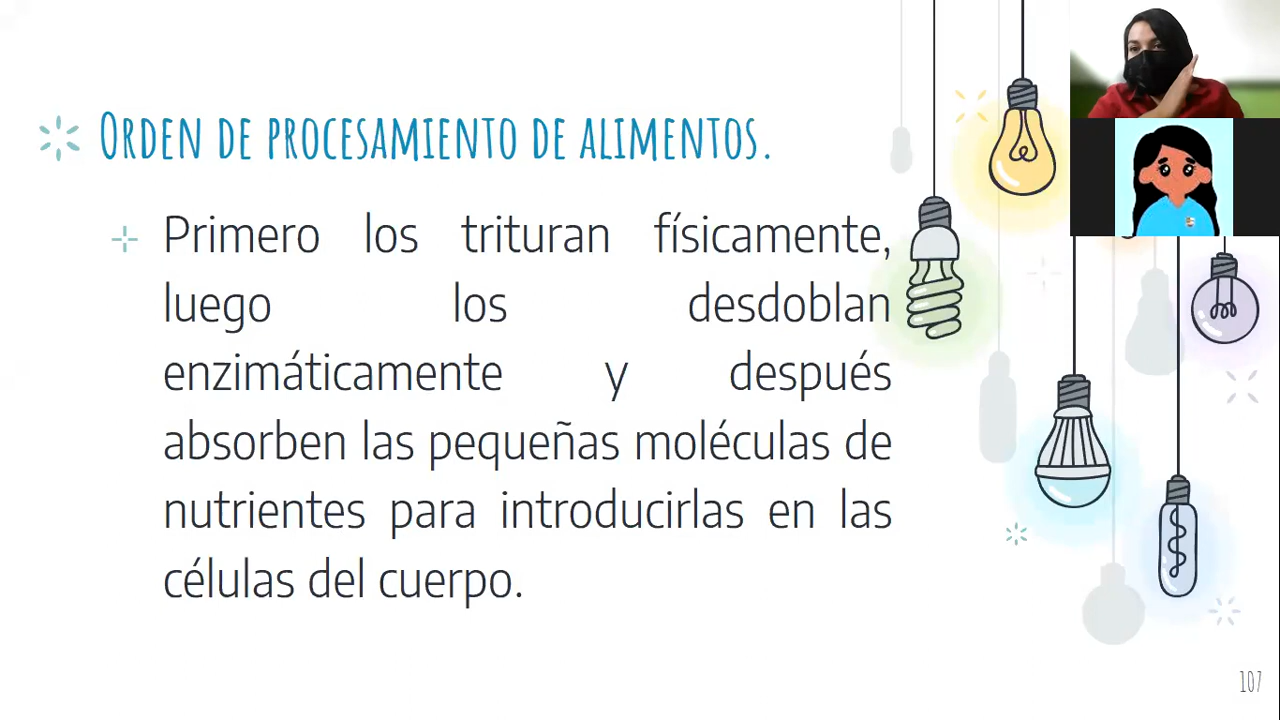 Orden de procesamiento de alimentos.
Primero los trituran físicamente,
luego los desdoblan
enzimáticamente y después
absorben las pequeñas moléculas de
nutrientes para introducirlas en las
células del cuerpo.
107